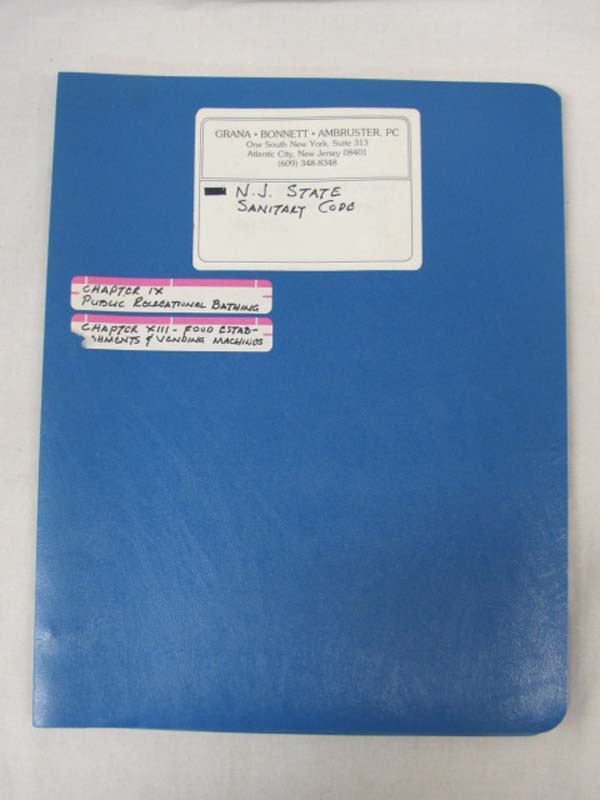 GRANA • BONNETT • AMBRUSTER, PC
One South New York, Suite 313
Atlantic City, New Jersey 08401
(609) 348-8348
N.J. STATE
SANITARY CODE
CHAPTER IX
PUBLIC RECREATIONAL BATHING
CHAPTER XIII - FOOD ESTAB-
SHMENTS & VENDING MACHINES